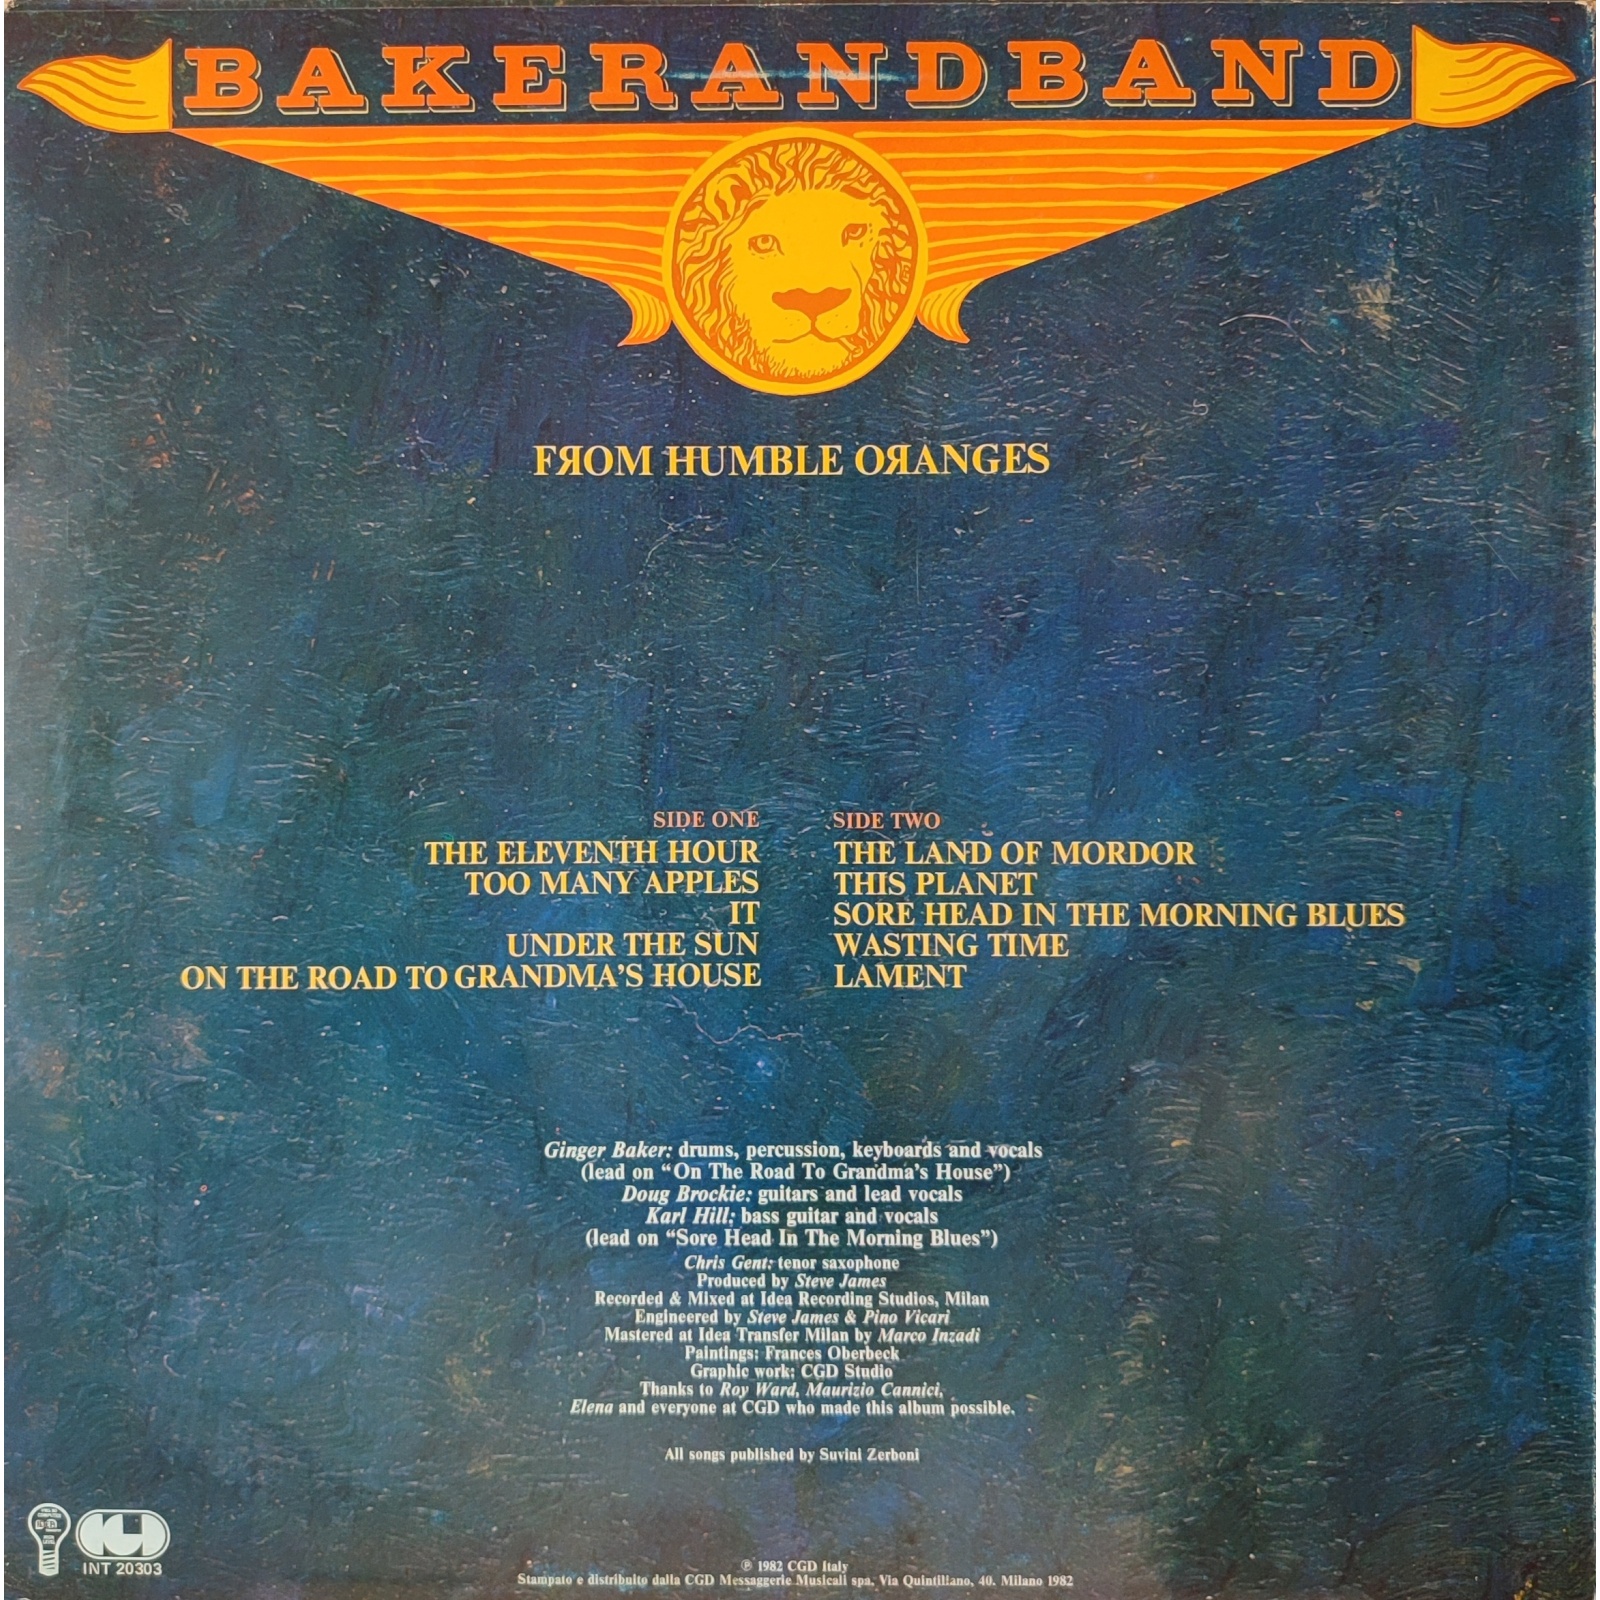 BAKERANDBAND
FЯOM HUMBLE OЯANGES
SIDE ONE
THE ELEVENTH HOUR
TOO MANY APPLES
IT
UNDER THE SUN
ON THE ROAD TO GRANDMA'S HOUSE
SIDE TWO
THE LAND OF MORDOR
THIS PLANET
SORE HEAD IN THE MORNING BLUES
WASTING TIME
LAMENT
Ginger Baker: drums, percussion, keyboards and vocals
(lead on “On The Road To Grandma's House”)
Doug Brockie: guitars and lead vocals
Karl Hill: bass guitar and vocals
(lead on “Sore Head In The Morning Blues”)
Chris Gent: tenor saxophone
Produced by Steve James
Recorded & Mixed at Idea Recording Studios, Milan
Engineered by Steve James & Pino Vicari
Mastered at Idea Transfer Milan by Marco Inzadi
Paintings: Frances Oberbeck
Graphic work: CGD Studio
Thanks to Roy Ward, Maurizio Cannici,
Elena and everyone at CGD who made this album possible.
All songs published by Suvini Zerboni
INT 20303
℗ 1982 CGD Italy
Stampato e distribuito dalla CGD Messaggerie Musicali spa, Via Quintiliano, 40. Milano 1982